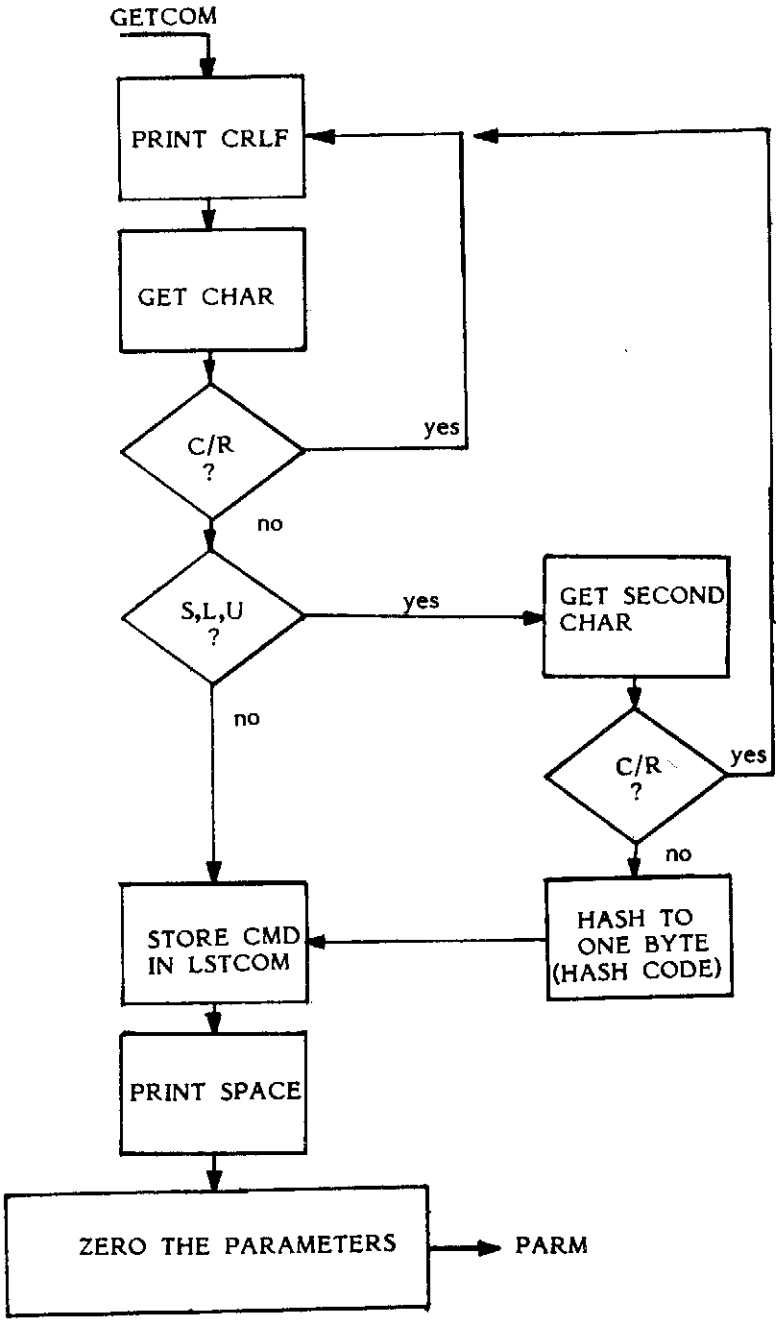 GETCOM
PRINT CRLF
GET CHAR
C/R
?
yes
no
S,L,U
?
yes
GET SECOND
CHAR
no
C/R
?
yes
no
STORE CMD
IN LSTCOM
HASH TO
ONE BYTE
(HASH CODE)
PRINT SPACE
ZERO THE PARAMETERS
PARM